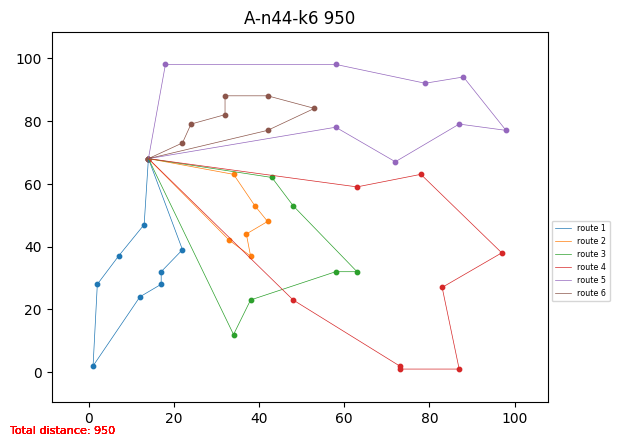 A-n44-k6 950
100
80
60
40
20
0
0 20 40 60 80 100
route 1
route 2
route 3
route 4
route 5
route 6
Total distance: 950